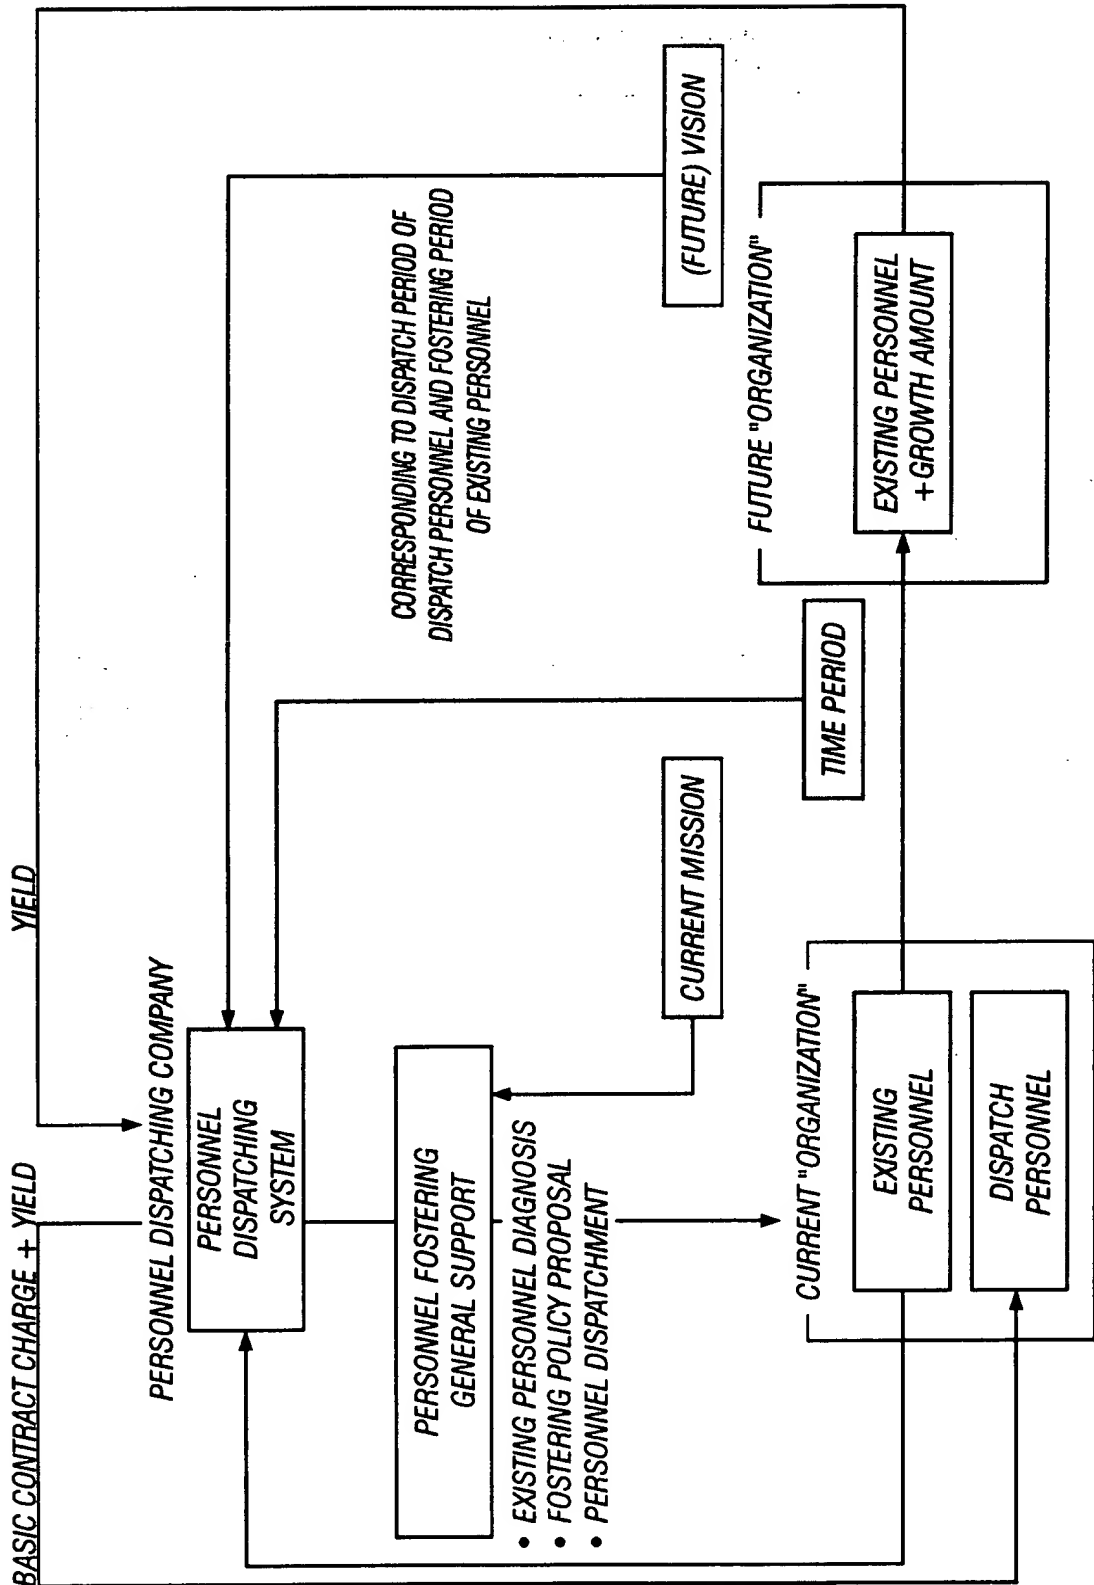 BASIC CONTRACT CHARGE + YIELD
YIELD
PERSONNEL DISPATCHING COMPANY
PERSONNEL
DISPATCHING
SYSTEM
PERSONNEL FOSTERING
GENERAL SUPPORT
• EXISTING PERSONNEL DIAGNOSIS
• FOSTERING POLICY PROPOSAL
• PERSONNEL DISPATCHMENT
CORRESPONDING TO DISPATCH PERIOD OF
DISPATCH PERSONNEL AND FOSTERING PERIOD
OF EXISTING PERSONNEL
CURRENT MISSION
(FUTURE) VISION
TIME PERIOD
CURRENT "ORGANIZATION"
EXISTING
PERSONNEL
DISPATCH
PERSONNEL
FUTURE "ORGANIZATION"
EXISTING PERSONNEL
+GROWTH AMOUNT